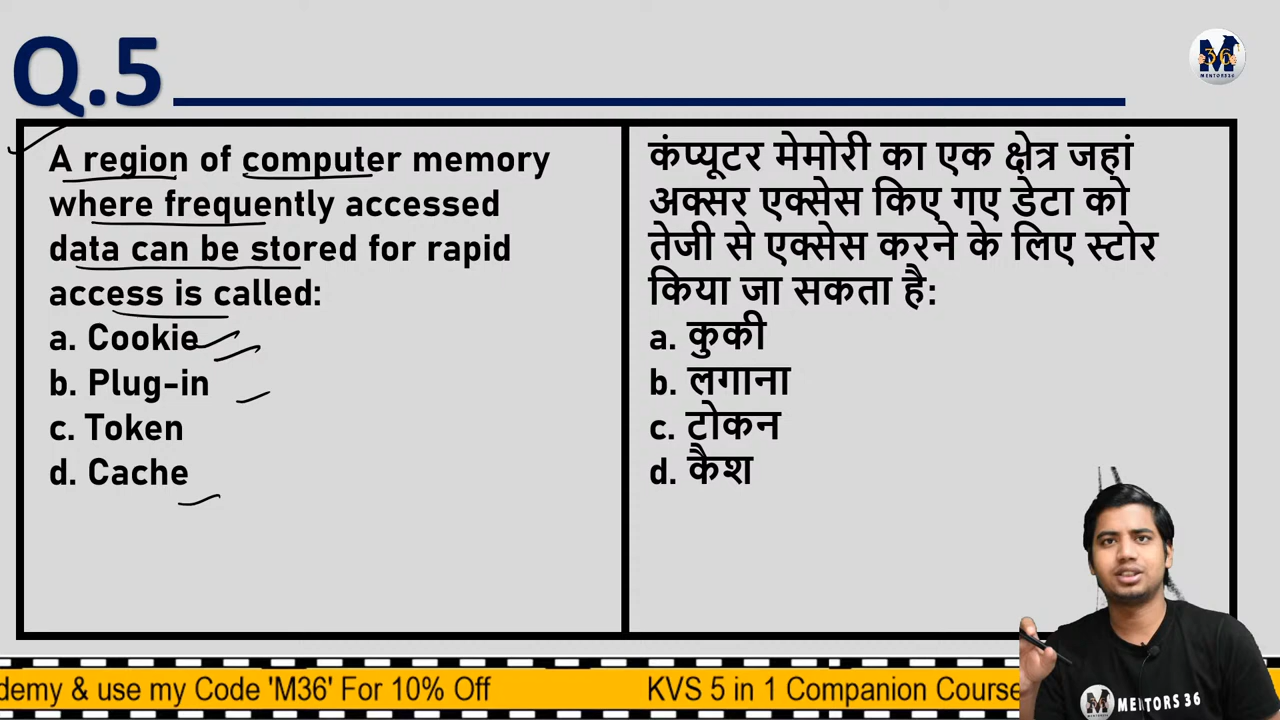 Q.5
36
MENTORS36
A region of computer memory
where frequently accessed
data can be stored for rapid
access is called:
a. Cookie
b. Plug-in
c. Token
d. Cache
कंप्यूटर मेमोरी का एक क्षेत्र जहां
अक्सर एक्सेस किए गए डेटा को
तेजी से एक्सेस करने के लिए स्टोर
किया जा सकता है:
a. कुकी
b. लगाना
c. टोकन
d. कैश
MENTORS 36
demy & use my Code 'M36' For 10% Off
KVS 5 in 1 Companion Course